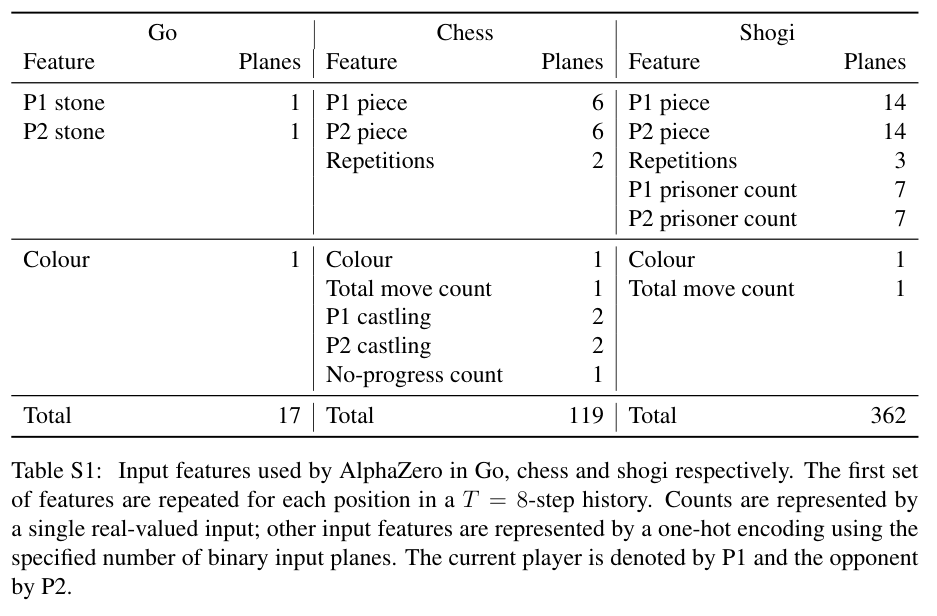 Go Chess Shogi
Feature Planes Feature Planes Feature Planes
P1 stone 1 P1 piece 6 P1 piece 14
P2 stone 1 P2 piece 6 P2 piece 14
Repetitions 2 Repetitions 3
P1 prisoner count 7
P2 prisoner count 7
Colour 1 Colour 1 Colour 1
Total move count 1 Total move count 1
P1 castling 2
P2 castling 2
No-progress count 1
Total 17 Total 119 Total 362
Table S1: Input features used by AlphaZero in Go, chess and shogi respectively. The first set
of features are repeated for each position in a T = 8-step history. Counts are represented by
a single real-valued input; other input features are represented by a one-hot encoding using the
specified number of binary input planes. The current player is denoted by P1 and the opponent
by P2.